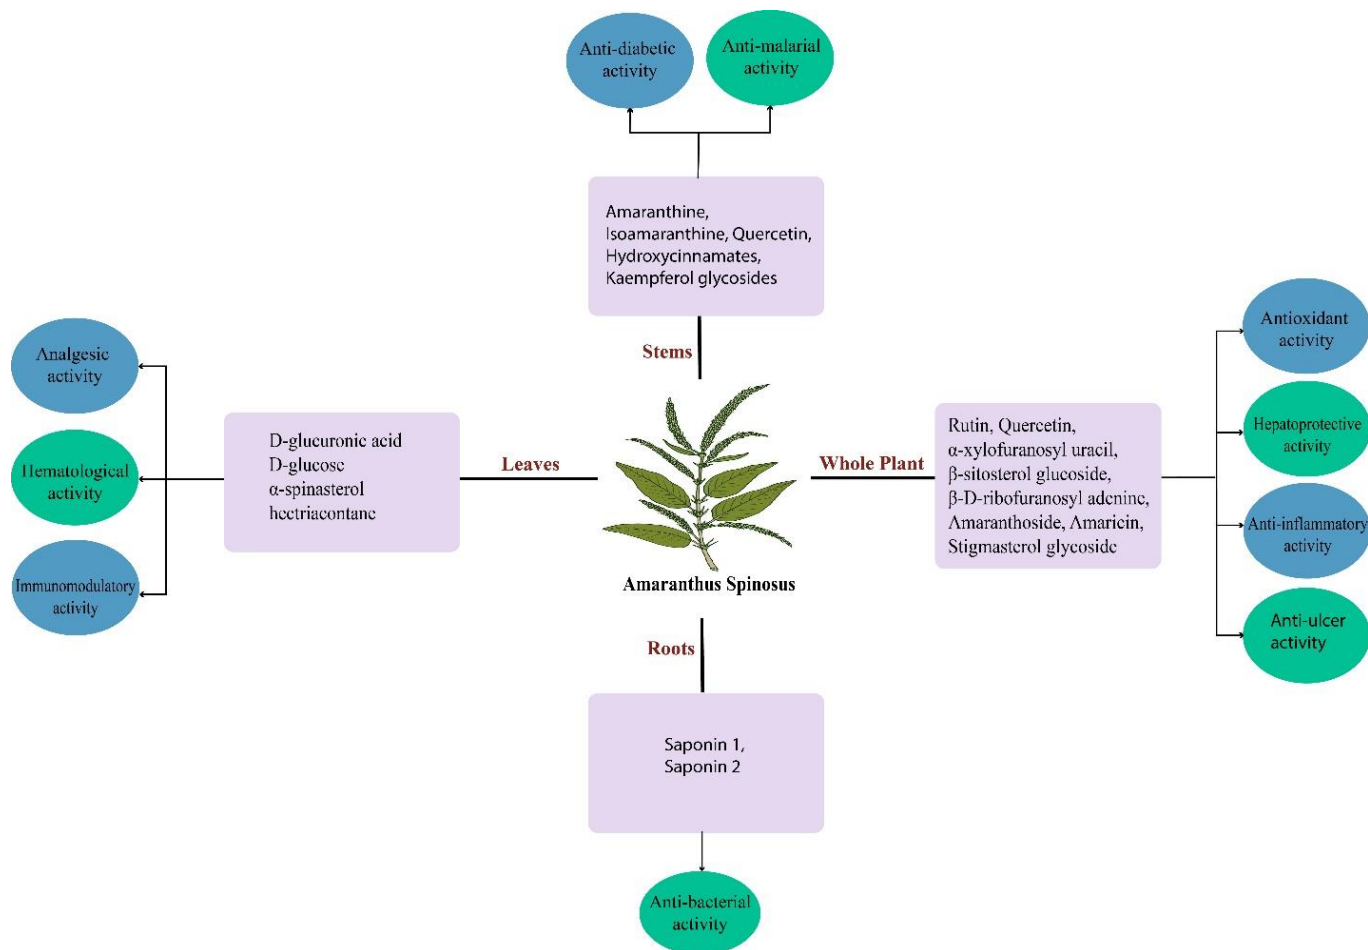 Anti-diabetic
activity
Anti-malarial
activity
Amaranthine,
Isoamaranthine, Quercetin,
Hydroxycinnamates,
Kaempferol glycosides
Stems
Analgesic
activity
Hematological
activity
Immunomodulatory
activity
D-glucuronic acid
D-glucose
α-spinasterol
hectriacontane
Leaves
Amaranthus Spinosus
Whole Plant
Rutin, Quercetin,
α-xylofuranosyl uracil,
β-sitosterol glucoside,
β-D-ribofuranosyl adenine,
Amaranthoside, Amaricin,
Stigmasterol glycoside
Antioxidant
activity
Hepatoprotective
activity
Anti-inflammatory
activity
Anti-ulcer
activity
Roots
Saponin 1,
Saponin 2
Anti-bacterial
activity